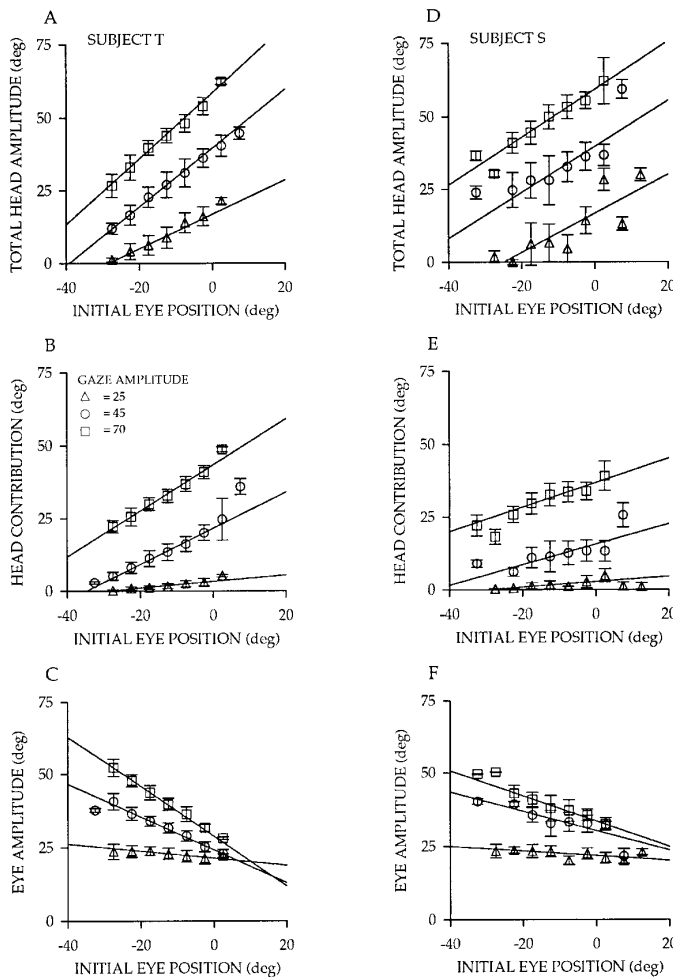 A
SUBJECT T
TOTAL HEAD AMPLITUDE (deg)
75
50
25
0
-40 -20 0 20
INITIAL EYE POSITION (deg)
D
SUBJECT S
TOTAL HEAD AMPLITUDE (deg)
75
50
25
0
-40 -20 0 20
INITIAL EYE POSITION (deg)
B
GAZE AMPLITUDE
= 25
= 45
= 70
HEAD CONTRIBUTION (deg)
75
50
25
0
-40 -20 0 20
INITIAL EYE POSITION (deg)
E
HEAD CONTRIBUTION (deg)
75
50
25
0
-40 -20 0 20
INITIAL EYE POSITION (deg)
C
EYE AMPLITUDE (deg)
75
50
25
0
-40 -20 0 20
INITIAL EYE POSITION (deg)
F
EYE AMPLITUDE (deg)
75
50
25
0
-40 -20 0 20
INITIAL EYE POSITION (deg)